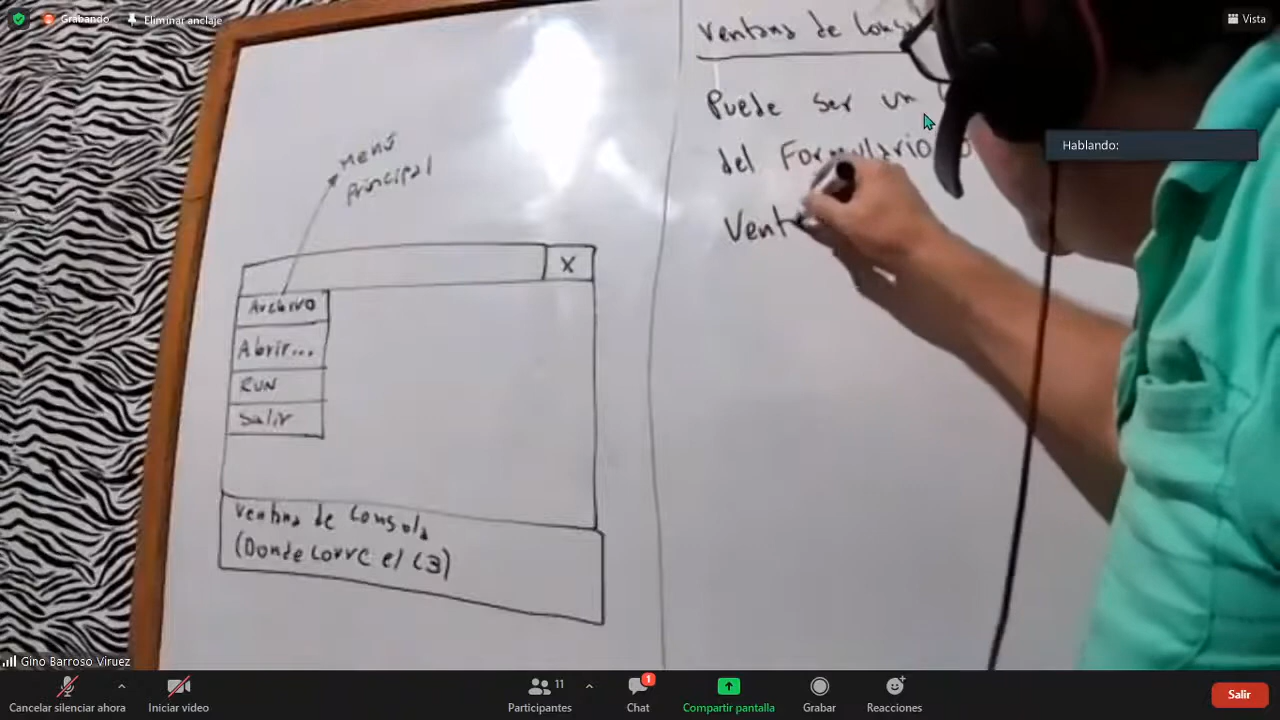 Grabando
Eliminar anclaje
Vista
Ventana de Consol
Puede ser un
del Formulario o
Vent
Hablando:
menú
principal
X
Archivo
Abrir...
RUN
Salir
Ventana de Consola
(Donde corre el C3)
Gino Barroso Viruez
Cancelar silenciar ahora
Iniciar video
Participantes
11
Chat
1
Compartir pantalla
Grabar
Reacciones
Salir